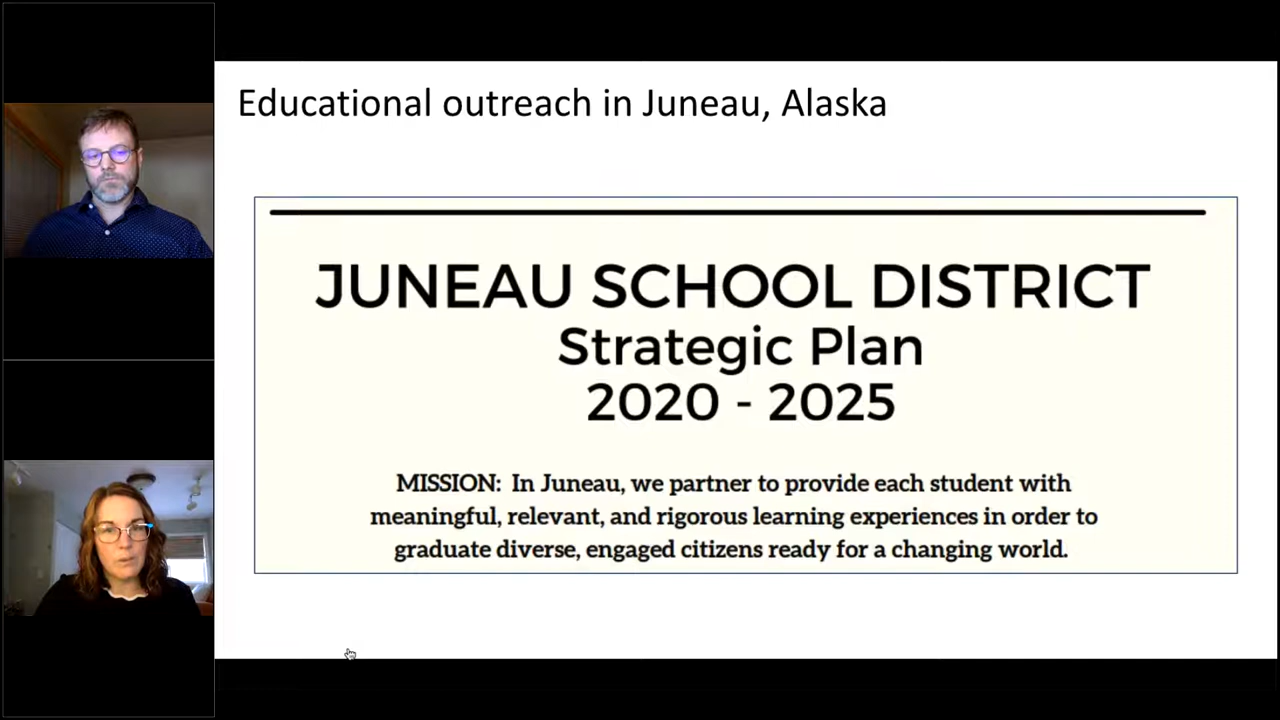 Educational outreach in Juneau, Alaska
JUNEAU SCHOOL DISTRICT
Strategic Plan
2020 - 2025
MISSION: In Juneau, we partner to provide each student with
meaningful, relevant, and rigorous learning experiences in order to
graduate diverse, engaged citizens ready for a changing world.